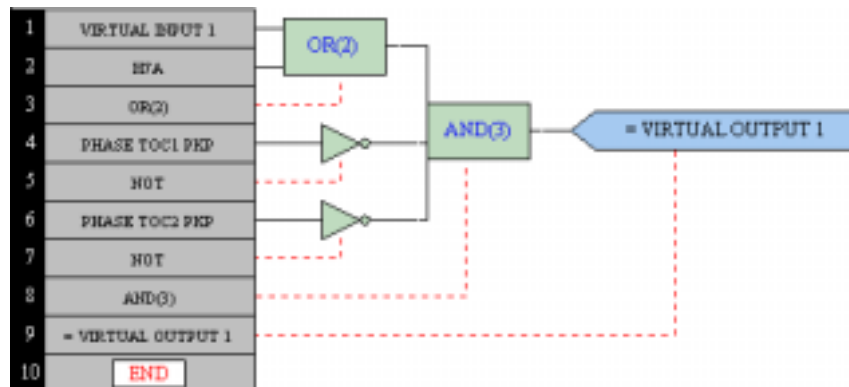 1 VIRTUAL INPUT 1
2 H7A
3 OR(2)
4 PHASE TOC1 PKP
5 NOT
6 PHASE TOC2 PKP
7 NOT
8 AND(3)
9 = VIRTUAL OUTPUT 1
10 END
OR(2)
AND(3)
= VIRTUAL OUTPUT 1